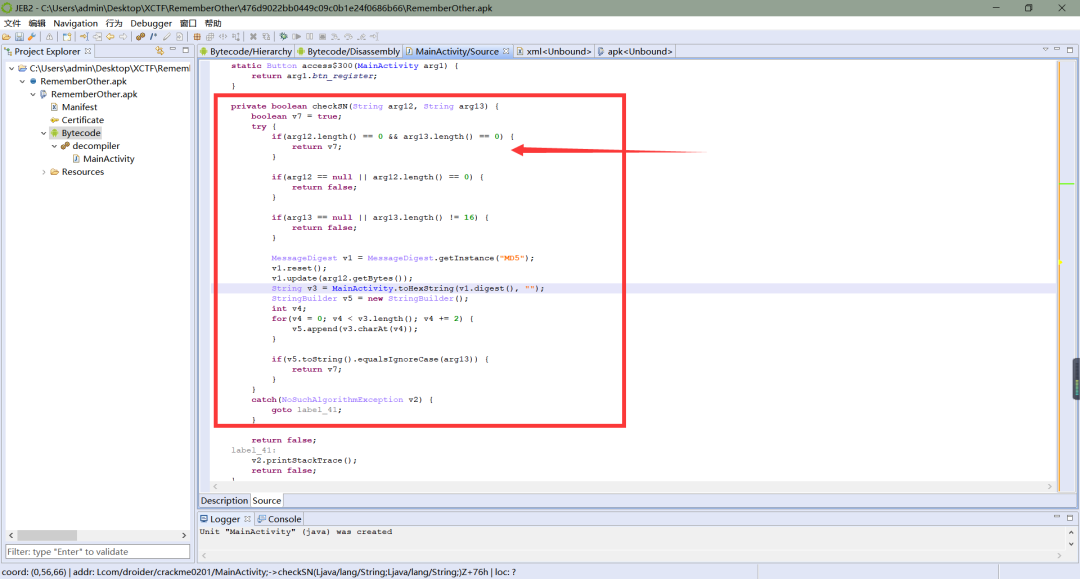 JEB2 - C:\Users\admin\Desktop\XCTF\RememberOther\476d9022bb0449c09c0b1e24f0686b66\RememberOther.apk
文件 编辑 Navigation 行为 Debugger 窗口 帮助
Project Explorer
Bytecode/Hierarchy Bytecode/Disassembly MainActivity/Source xml<Unbound> apk<Unbound>
C:\Users\admin\Desktop\XCTF\Rememl
RememberOther.apk
RememberOther.apk
Manifest
Certificate
Bytecode
decompiler
MainActivity
Resources
static Button access$300(MainActivity arg1) {
return arg1.btn_register;
}
private boolean checkSN(String arg12, String arg13) {
boolean v7 = true;
try {
if(arg12.length() == 0 && arg13.length() == 0) {
return v7;
}
if(arg12 == null || arg12.length() == 0) {
return false;
}
if(arg13 == null || arg13.length() != 16) {
return false;
}
MessageDigest v1 = MessageDigest.getInstance("MD5");
v1.reset();
v1.update(arg12.getBytes());
String v3 = MainActivity.toHexString(v1.digest(), "");
StringBuilder v5 = new StringBuilder();
int v4;
for(v4 = 0; v4 < v3.length(); v4 += 2) {
v5.append(v3.charAt(v4));
}
if(v5.toString().equalsIgnoreCase(arg13)) {
return v7;
}
}
catch(NoSuchAlgorithmException v2) {
goto label_41;
}
return false;
label_41:
v2.printStackTrace();
return false;
Description Source
Logger Console
Unit "MainActivity" (java) was created
Filter: type "Enter" to validate
coord: (0,56,66) | addr: Lcom/droider/crackme0201/MainActivity;->checkSN(Ljava/lang/String;Ljava/lang/String;)Z+76h | loc: ?